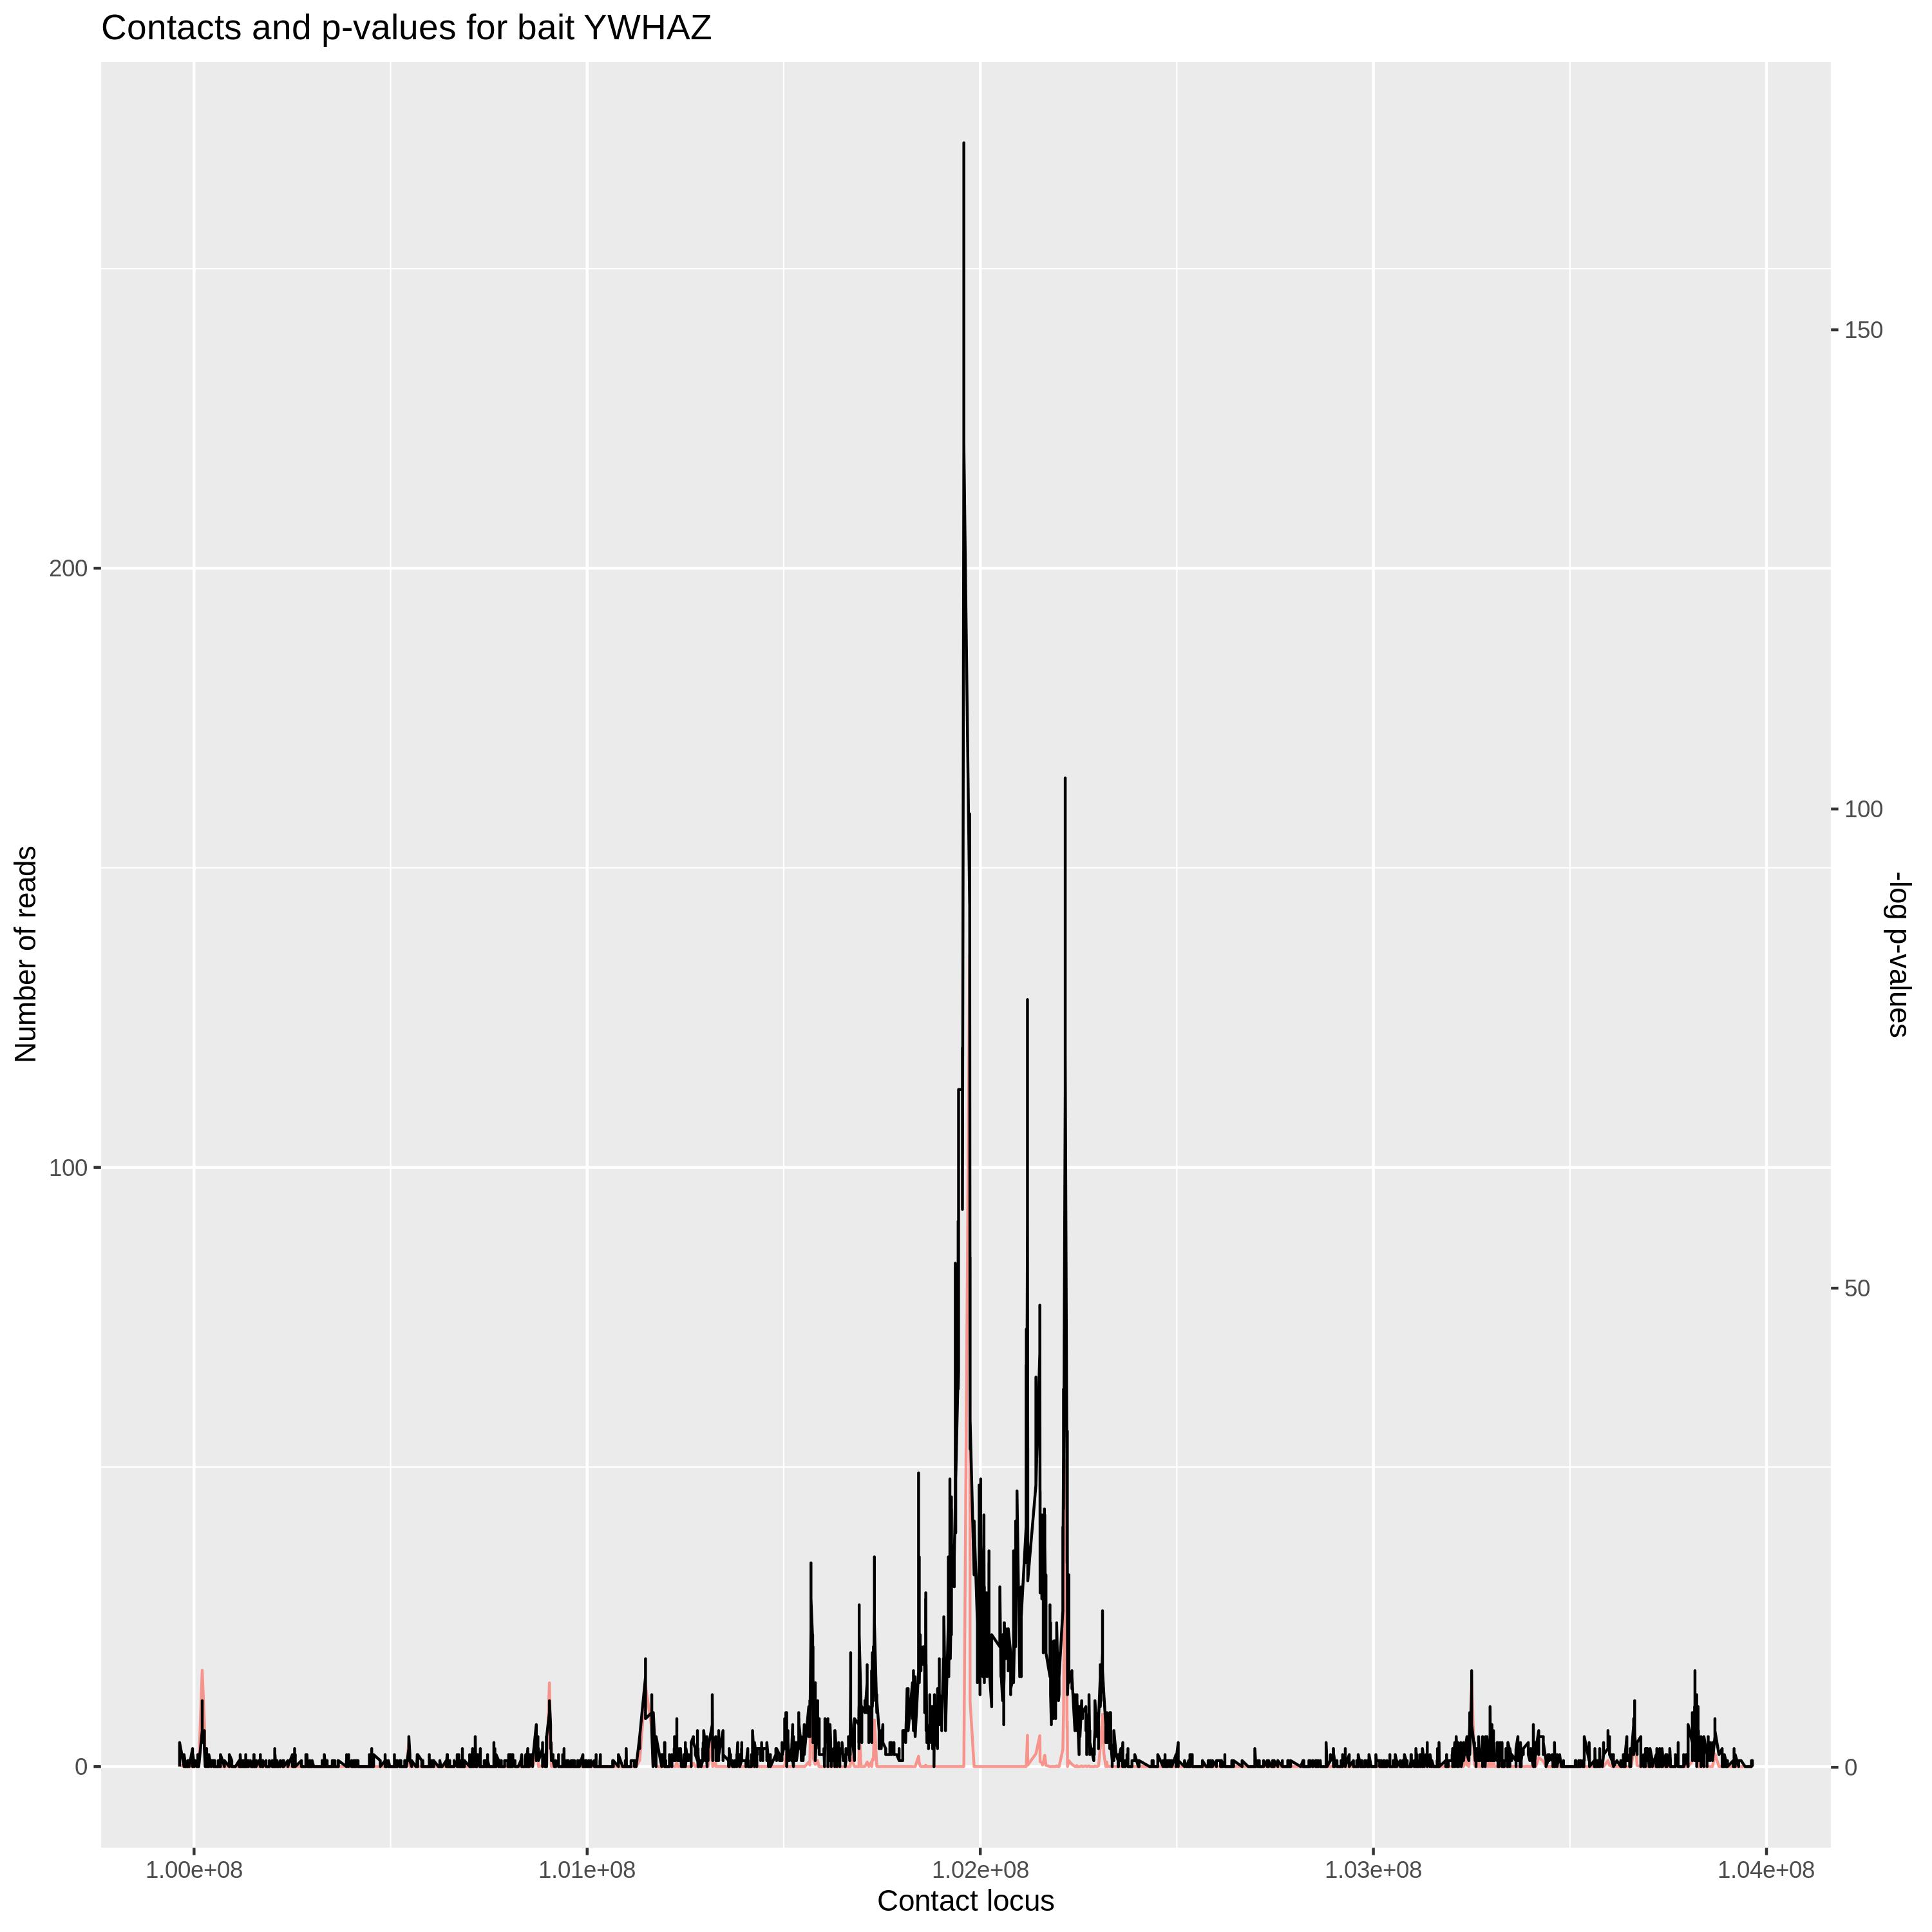 Contacts and p-values for bait YWHAZ
Number of reads
200
100
0
150
100
50
0
-log p-values
1.00e+08 1.01e+08 1.02e+08 1.03e+08 1.04e+08
Contact locus